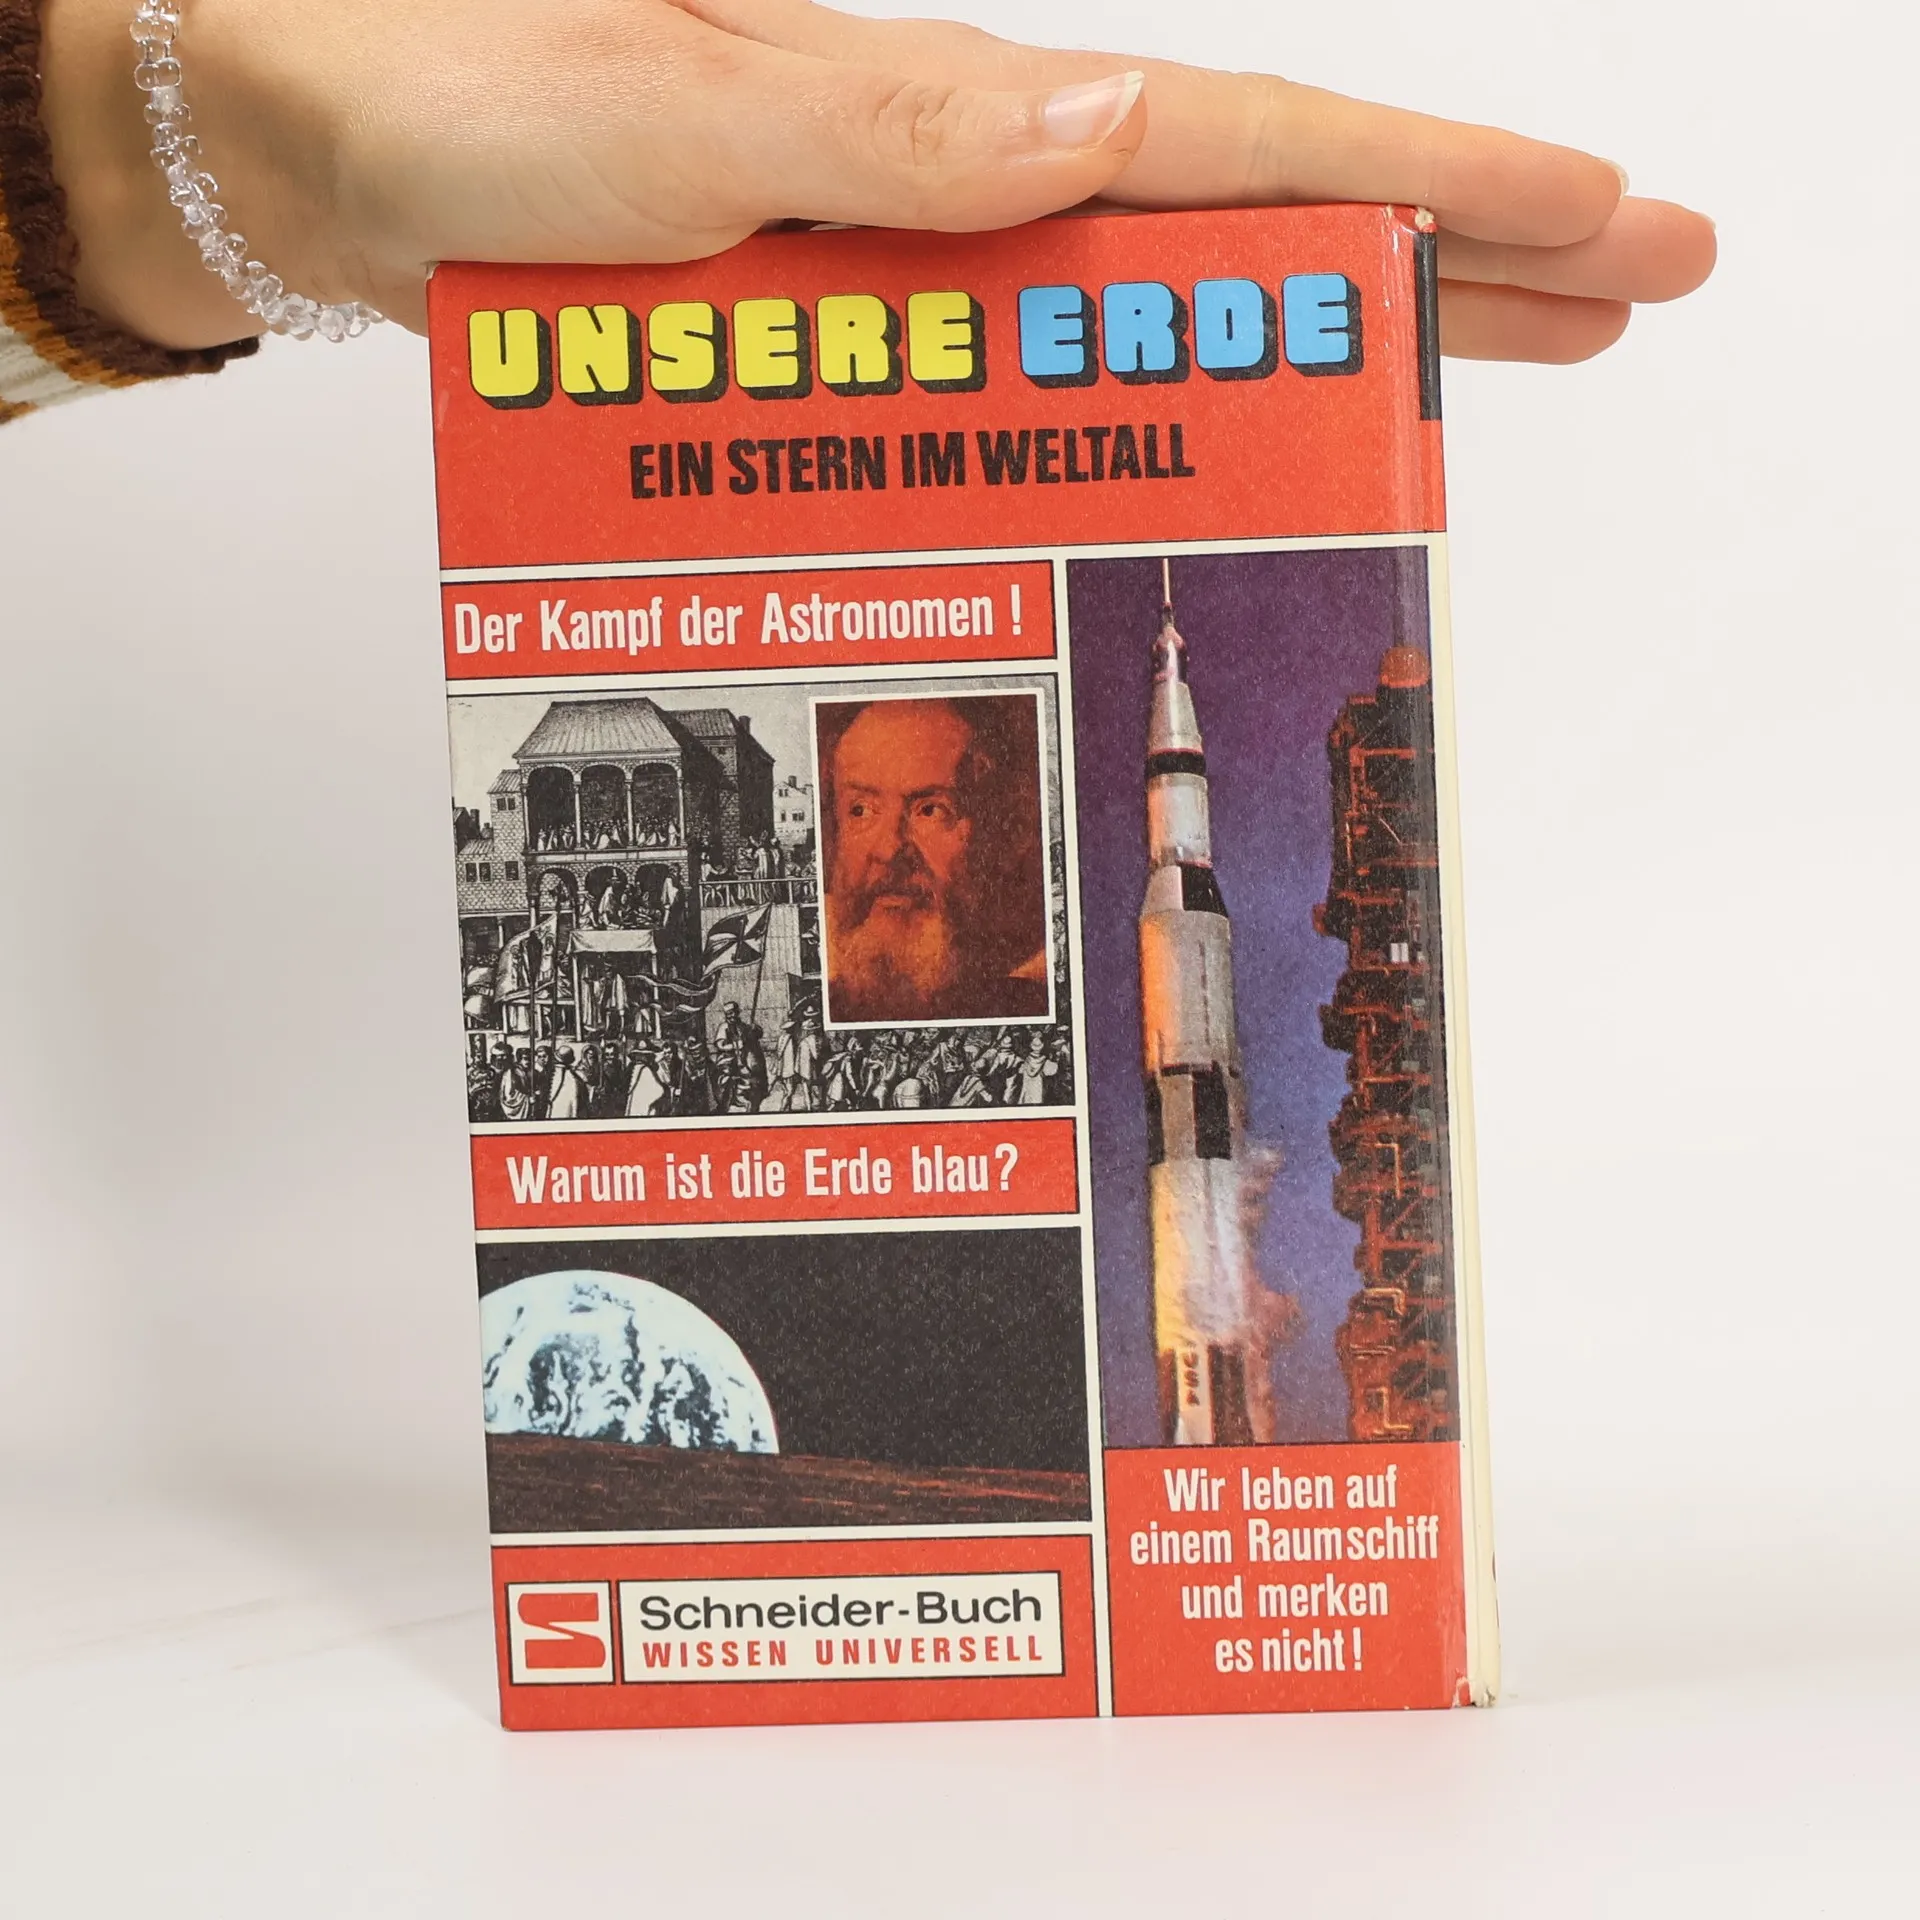 UNSERE ERDE
EIN STERN IM WELTALL
Der Kampf der Astronomen!
Warum ist die Erde blau?
USA
Wir leben auf
einem Raumschiff
und merken
es nicht!
Schneider-Buch
WISSEN UNIVERSELL